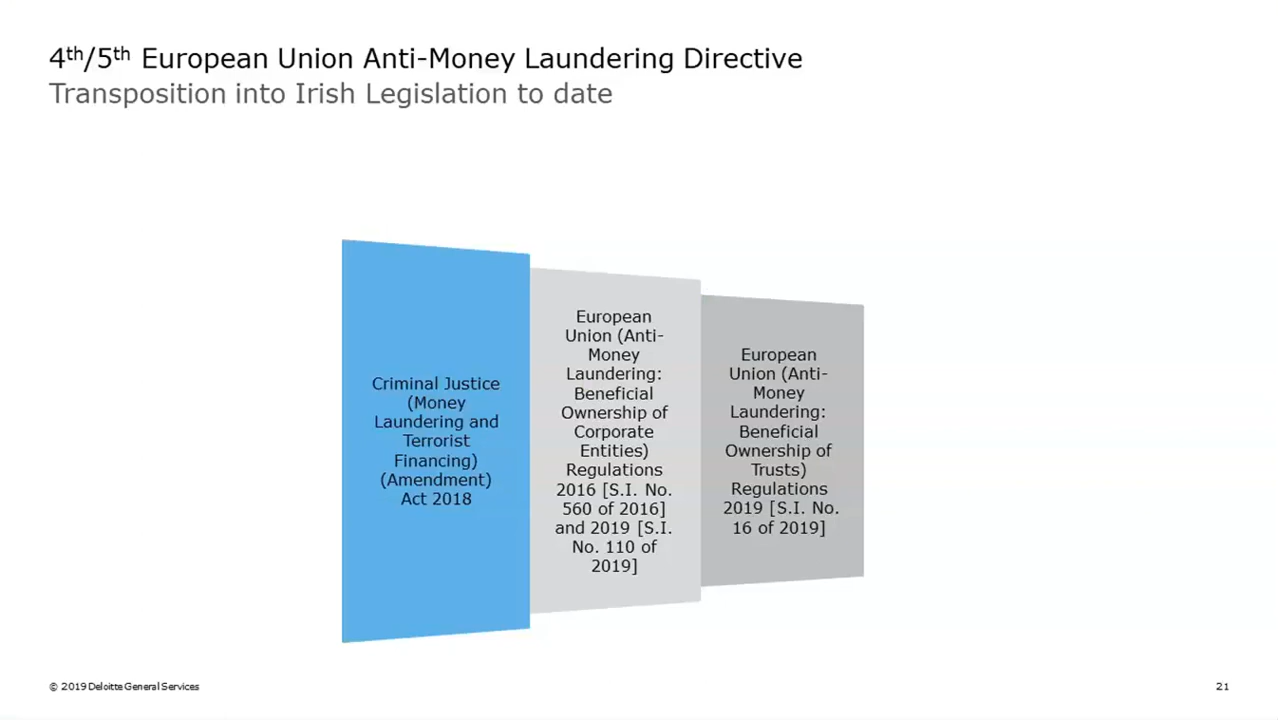 4th/5th European Union Anti-Money Laundering Directive
Transposition into Irish Legislation to date
Criminal Justice
(Money
Laundering and
Terrorist
Financing)
(Amendment)
Act 2018
European
Union (Anti-
Money
Laundering:
Beneficial
Ownership of
Corporate
Entities)
Regulations
2016 [S.I. No.
560 of 2016]
and 2019 [S.I.
No. 110 of
2019]
European
Union (Anti-
Money
Laundering:
Beneficial
Ownership of
Trusts)
Regulations
2019 [S.I. No.
16 of 2019]
© 2019 Deloitte General Services
21